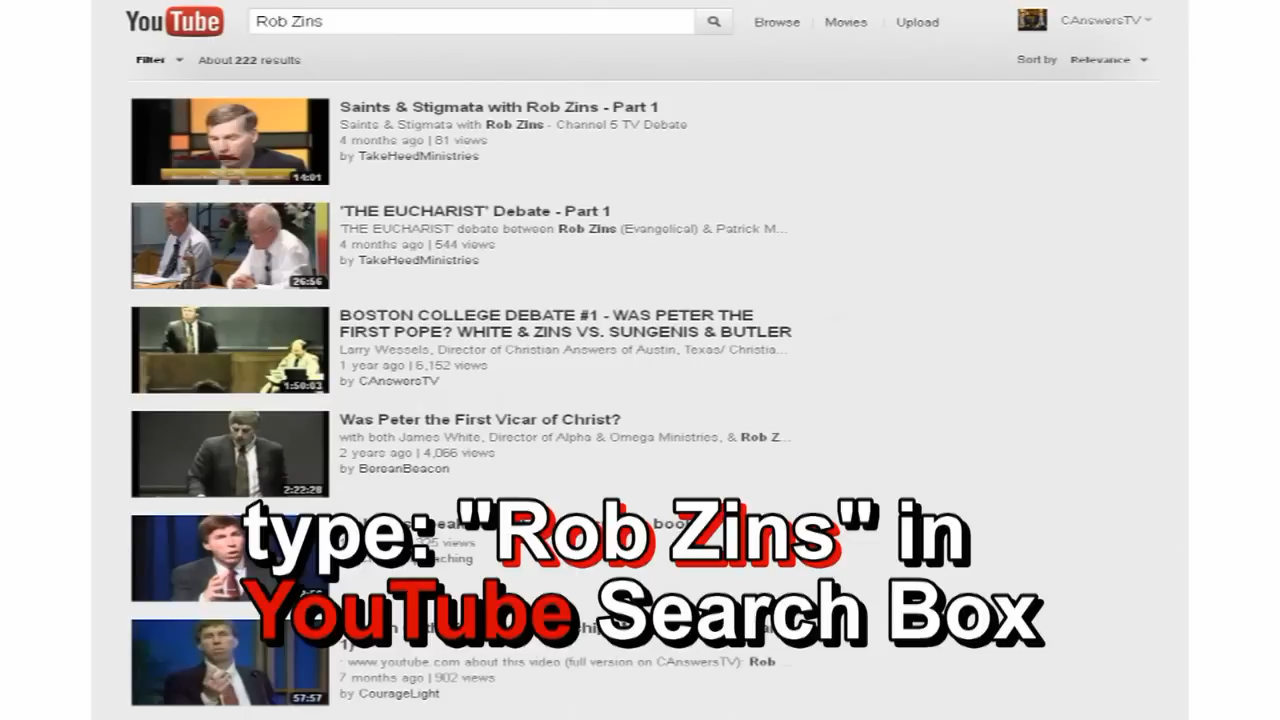 YouTube
Rob Zins
Browse
Movies
Upload
CAnswersTV
Filter
About 222 results
Sort by
Relevance
Saints & Stigmata with Rob Zins - Part 1
Saints & Stigmata with Rob Zins - Channel 5 TV Debate
4 months ago | 81 views
by TakeHeedMinistries
14:01
'THE EUCHARIST' Debate - Part 1
'THE EUCHARIST' debate between Rob Zins (Evangelical) & Patrick M...
4 months ago | 544 views
by TakeHeedMinistries
26:56
BOSTON COLLEGE DEBATE #1 - WAS PETER THE
FIRST POPE? WHITE & ZINS VS. SUNGENIS & BUTLER
Larry Wessels, Director of Christian Answers of Austin, Texas/ Christia...
1 year ago | 6,152 views
by CAnswersTV
1:50:03
Was Peter the First Vicar of Christ?
with both James White, Director of Alpha & Omega Ministries, & Rob Z...
2 years ago | 4,066 views
by BereanBeacon
2:22:28
views
type: "Rob Zins" in
YouTube Search Box
www.youtube.com about this video (full version on CAnswersTV): Rob
7 months ago | 902 views
by CourageLight
57:57